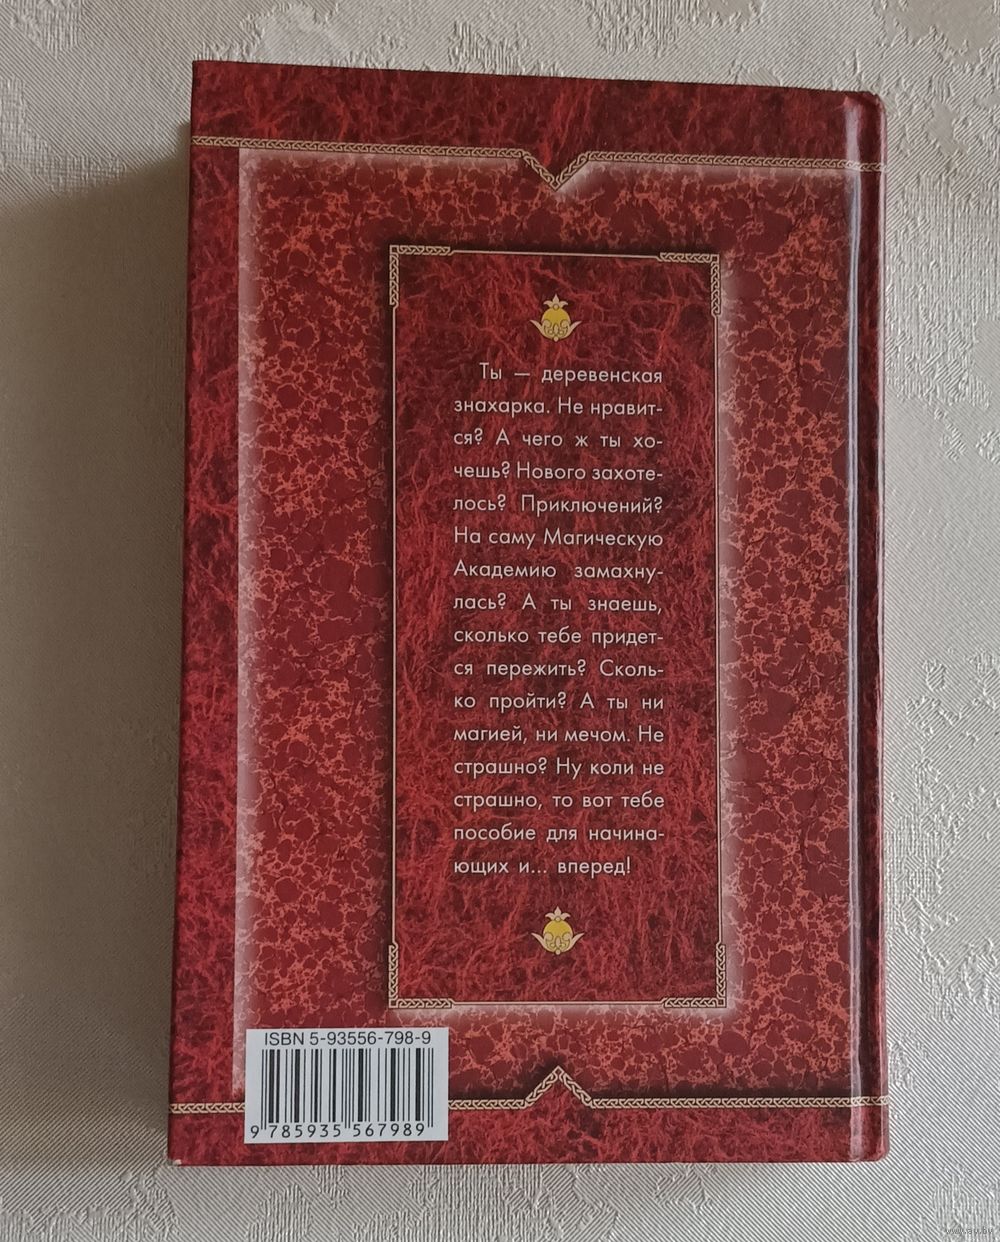 Ты — деревенская
знахарка. Не нравит-
ся? А чего ж ты хо-
чешь? Нового захоте-
лось? Приключений?
На саму Магическую
Академию замахну-
лась? А ты знаешь,
сколько тебе придет-
ся пережить? Сколь-
ко пройти? А ты ни
магией, ни мечом. Не
страшно? Ну коли не
страшно, то вот тебе
пособие для начина-
ющих и... вперед!
ISBN 5-93556-798-9
9 785935 567989
www.av.by